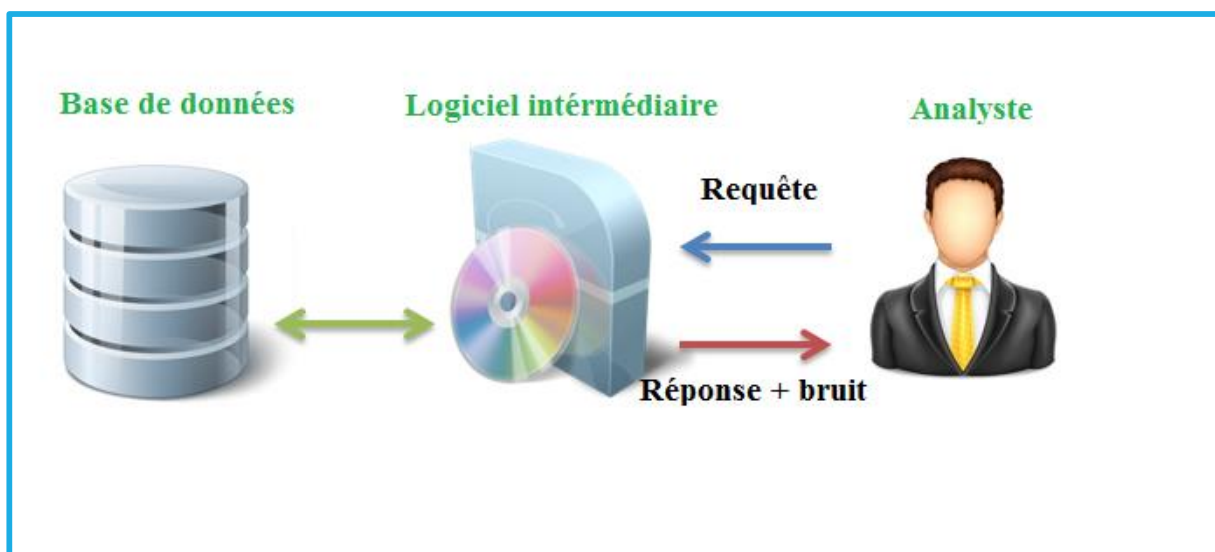 Base de données
Logiciel intérmédiaire
Analyste
Requête
Réponse + bruit